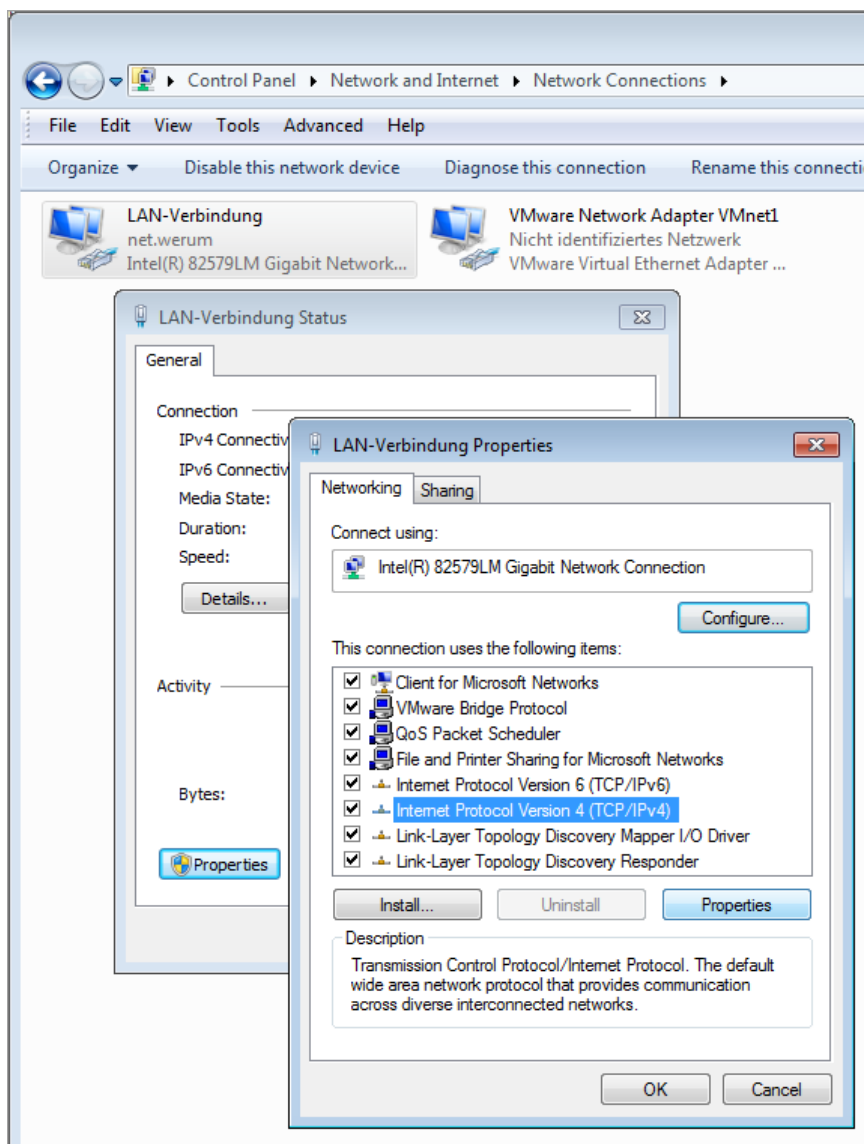 Control Panel Network and Internet Network Connections
File Edit View Tools Advanced Help
Organize Disable this network device Diagnose this connection Rename this connecti
LAN-Verbindung
net.werum
Intel(R) 82579LM Gigabit Network...
VMware Network Adapter VMnet1
Nicht identifiziertes Netzwerk
VMware Virtual Ethernet Adapter ...
LAN-Verbindung Status
General
Connection
IPv4 Connectiv
IPv6 Connectiv
Media State:
Duration:
Speed:
Details...
Activity
Bytes:
Properties
LAN-Verbindung Properties
Networking Sharing
Connect using:
Intel(R) 82579LM Gigabit Network Connection
Configure...
This connection uses the following items:
Client for Microsoft Networks
VMware Bridge Protocol
QoS Packet Scheduler
File and Printer Sharing for Microsoft Networks
Internet Protocol Version 6 (TCP/IPv6)
Internet Protocol Version 4 (TCP/IPv4)
Link-Layer Topology Discovery Mapper I/O Driver
Link-Layer Topology Discovery Responder
Install... Uninstall Properties
Description
Transmission Control Protocol/Internet Protocol. The default
wide area network protocol that provides communication
across diverse interconnected networks.
OK Cancel